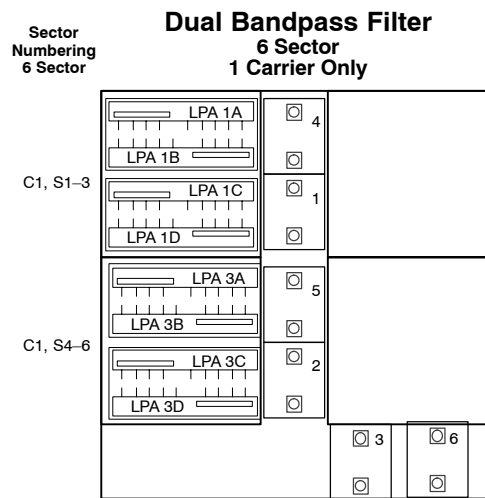 Dual Bandpass Filter
6 Sector
1 Carrier Only
Sector
Numbering
6 Sector
LPA 1A
4
LPA 1B
C1, S1–3
LPA 1C
1
LPA 1D
LPA 3A
5
LPA 3B
C1, S4–6
LPA 3C
2
LPA 3D
3
6